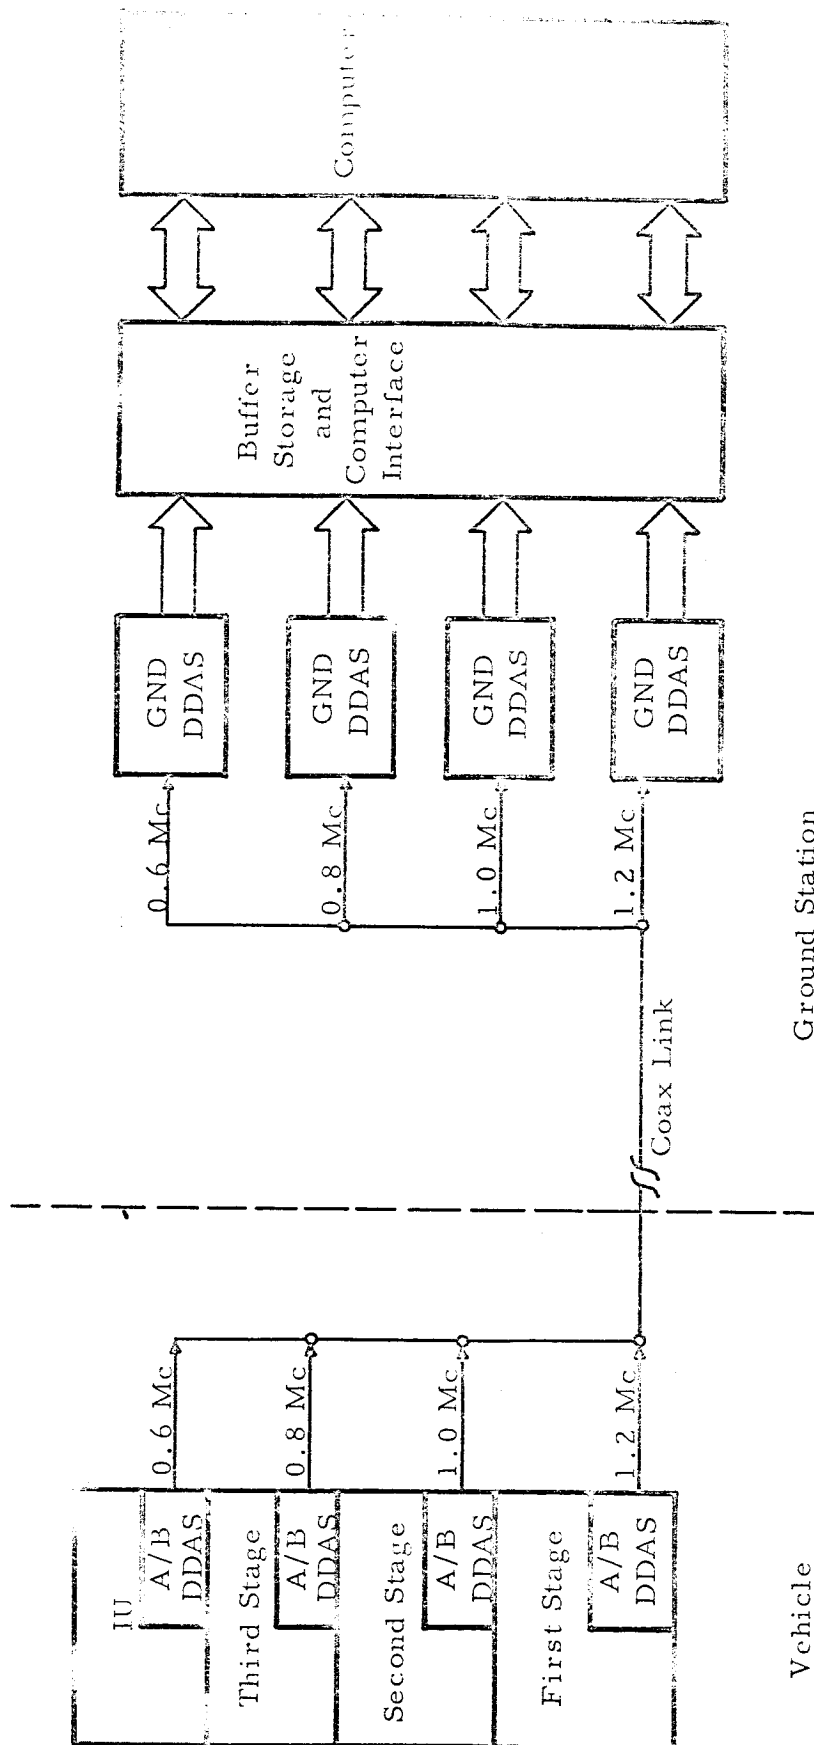 IU
A/B
DDAS
0.6 Mc
Third Stage
A/B
DDAS
0.8 Mc
Second Stage
A/B
DDAS
1.0 Mc
First Stage
A/B
DDAS
1.2 Mc
Vehicle
Coax Link
0.6 Mc
GND
DDAS
0.8 Mc
GND
DDAS
1.0 Mc
GND
DDAS
1.2 Mc
GND
DDAS
Ground Station
Buffer
Storage
and
Computer
Interface
Computer